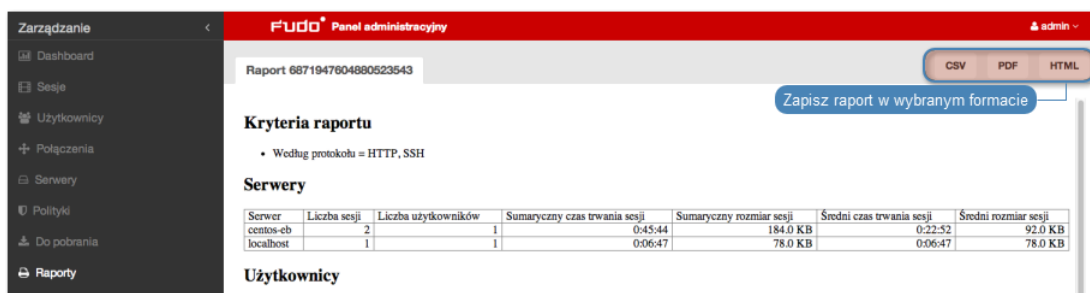 Zarządzanie <
FUDO Panel administracyjny
admin
Dashboard
Sesje
Użytkownicy
Połączenia
Serwery
Polityki
Do pobrania
Raporty
Raport 6871947604880523543
CSV PDF HTML
Zapisz raport w wybranym formacie
Kryteria raportu
• Według protokołu = HTTP, SSH
Serwery
Serwer Liczba sesji Liczba użytkowników Sumaryczny czas trwania sesji Sumaryczny rozmiar sesji Średni czas trwania sesji Średni rozmiar sesji
centos-eb 2 1 0:45:44 184.0 KB 0:22:52 92.0 KB
localhost 1 1 0:06:47 78.0 KB 0:06:47 78.0 KB
Użytkownicy